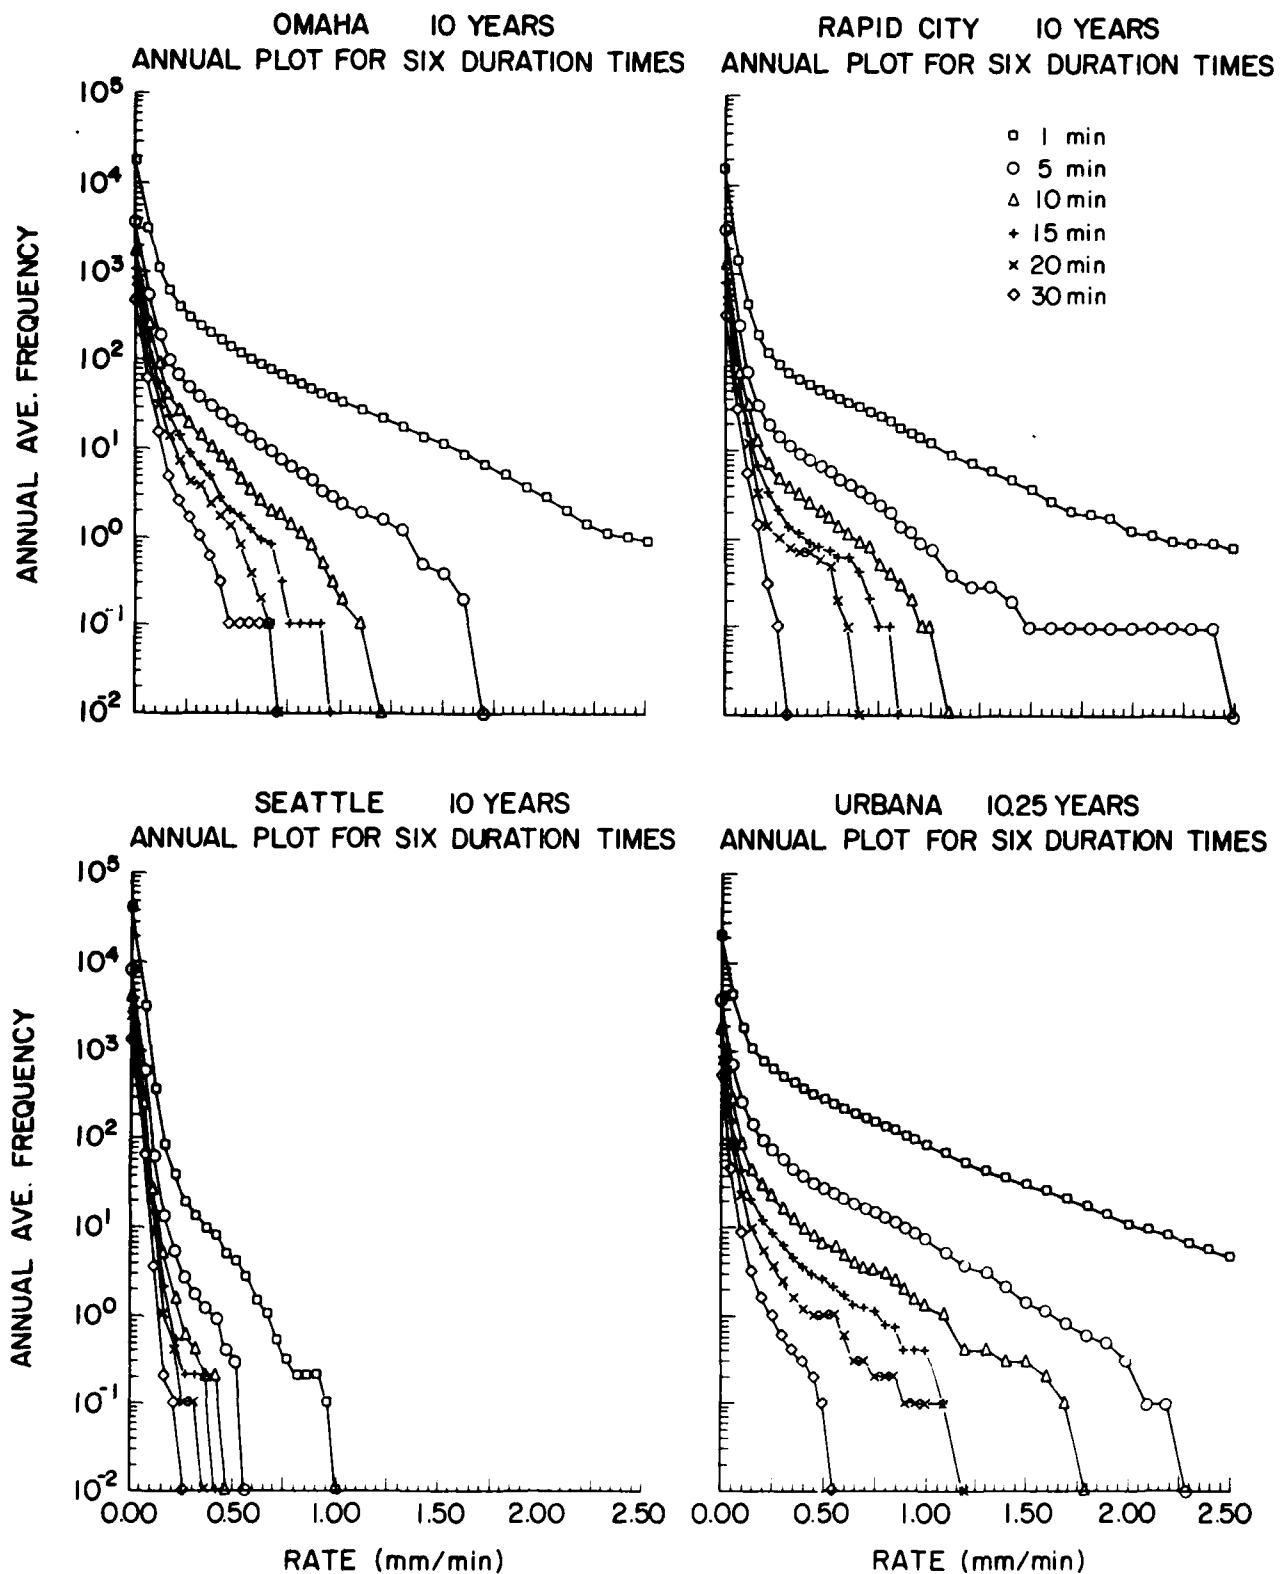 OMAHA 10 YEARS
ANNUAL PLOT FOR SIX DURATION TIMES
10^5
10^4
10^3
10^2
10^1
10^0
10^-1
10^-2
ANNUAL AVE. FREQUENCY
RAPID CITY 10 YEARS
ANNUAL PLOT FOR SIX DURATION TIMES
1 min
5 min
10 min
15 min
20 min
30 min
SEATTLE 10 YEARS
ANNUAL PLOT FOR SIX DURATION TIMES
10^5
10^4
10^3
10^2
10^1
10^0
10^-1
10^-2
ANNUAL AVE. FREQUENCY
0.00 0.50 1.00 1.50 2.00 2.50
RATE (mm/min)
URBANA 10.25 YEARS
ANNUAL PLOT FOR SIX DURATION TIMES
0.00 0.50 1.00 1.50 2.00 2.50
RATE (mm/min)